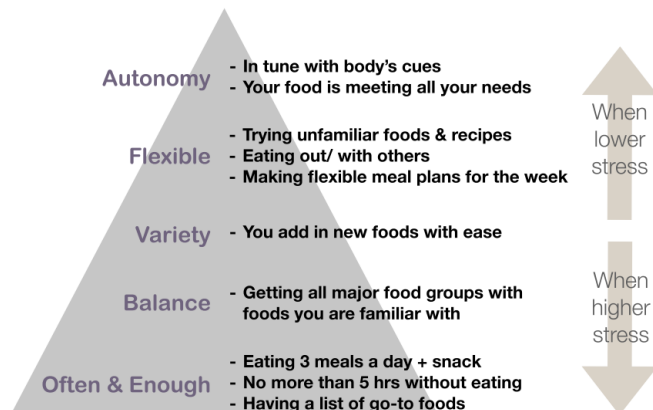 Autonomy
- In tune with body's cues
- Your food is meeting all your needs
Flexible
- Trying unfamiliar foods & recipes
- Eating out/ with others
- Making flexible meal plans for the week
Variety
- You add in new foods with ease
Balance
- Getting all major food groups with
foods you are familiar with
Often & Enough
- Eating 3 meals a day + snack
- No more than 5 hrs without eating
- Having a list of go-to foods
When
lower
stress
When
higher
stress